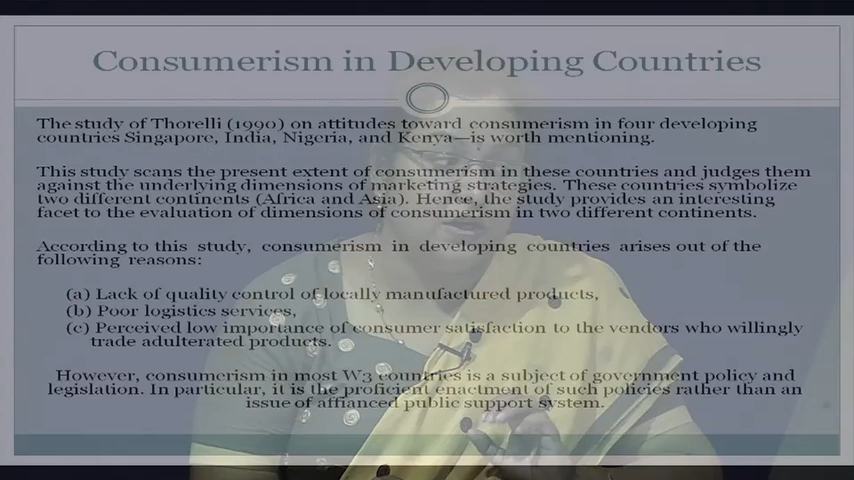 Consumerism in Developing Countries
The study of Thorelli (1990) on attitudes toward consumerism in four developing
countries Singapore, India, Nigeria, and Kenya—is worth mentioning.
This study scans the present extent of consumerism in these countries and judges them
against the underlying dimensions of marketing strategies. These countries symbolize
two different continents (Africa and Asia). Hence, the study provides an interesting
facet to the evaluation of dimensions of consumerism in two different continents.
According to this study, consumerism in developing countries arises out of the
following reasons:
(a) Lack of quality control of locally manufactured products,
(b) Poor logistics services,
(c) Perceived low importance of consumer satisfaction to the vendors who willingly
trade adulterated products.
However, consumerism in most W3 countries is a subject of government policy and
legislation. In particular, it is the proficient enactment of such policies rather than an
issue of affianced public support system.